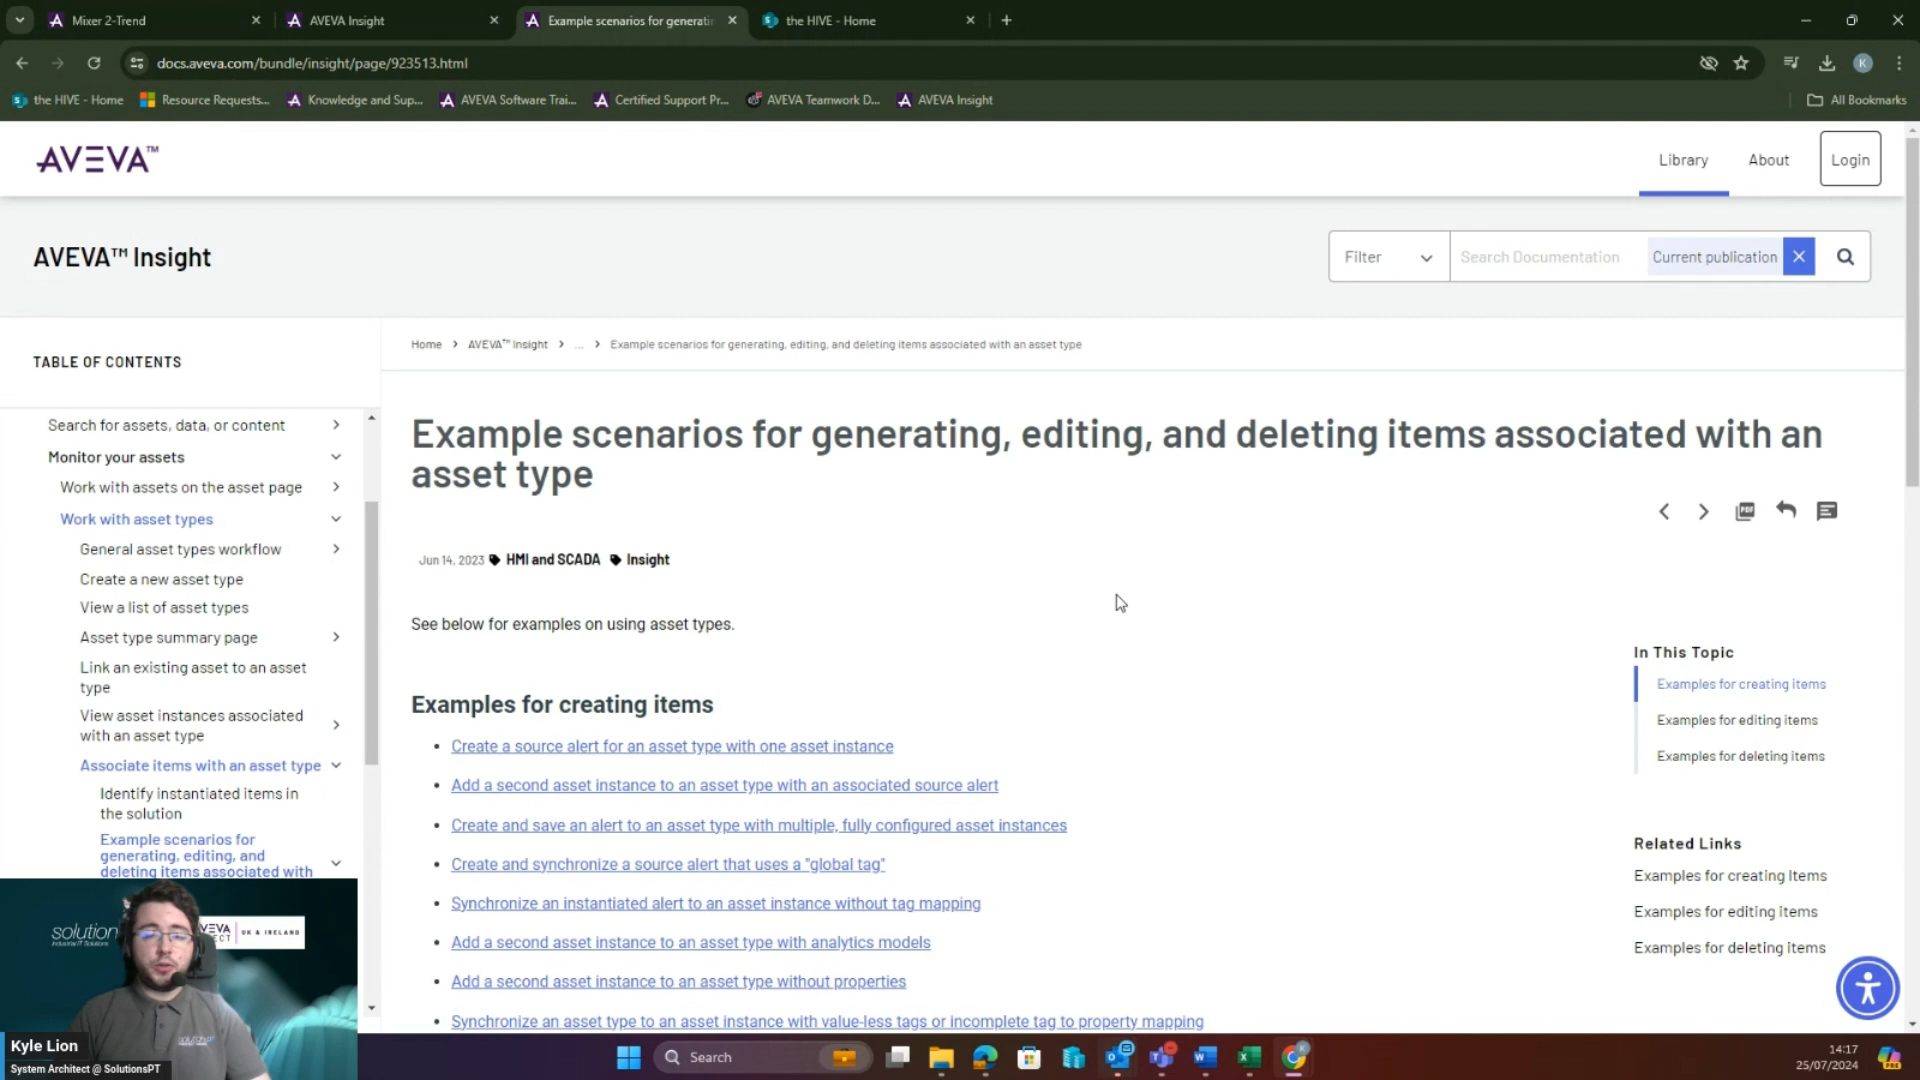 Mixer 2-Trend
AVEVA Insight
Example scenarios for generati
the HIVE - Home
docs.aveva.com/bundle/insight/page/923513.html
K
the HIVE - Home
Resource Requests...
Knowledge and Sup...
AVEVA Software Trai...
Certified Support Pr...
AVEVA Teamwork D...
AVEVA Insight
All Bookmarks
AVEVA™
Library
About
Login
AVEVA™ Insight
Filter
Search Documentation
Current publication
TABLE OF CONTENTS
Home > AVEVA™ Insight > ... > Example scenarios for generating, editing, and deleting items associated with an asset type
Search for assets, data, or content
Monitor your assets
Work with assets on the asset page
Work with asset types
General asset types workflow
Create a new asset type
View a list of asset types
Asset type summary page
Link an existing asset to an asset
type
View asset instances associated
with an asset type
Associate items with an asset type
Identify instantiated items in
the solution
Example scenarios for
generating, editing, and
deleting items associated with
Example scenarios for generating, editing, and deleting items associated with an
asset type
PDF
Jun 14, 2023 HMI and SCADA Insight
See below for examples on using asset types.
Examples for creating items
• Create a source alert for an asset type with one asset instance
• Add a second asset instance to an asset type with an associated source alert
• Create and save an alert to an asset type with multiple, fully configured asset instances
• Create and synchronize a source alert that uses a "global tag"
• Synchronize an instantiated alert to an asset instance without tag mapping
• Add a second asset instance to an asset type with analytics models
• Add a second asset instance to an asset type without properties
• Synchronize an asset type to an asset instance with value-less tags or incomplete tag to property mapping
In This Topic
Examples for creating items
Examples for editing items
Examples for deleting items
Related Links
Examples for creating Items
Examples for editing items
Examples for deleting items
solution
Industrial IT Solutions
UK & IRELAND
Kyle Lion
System Architect @ SolutionsPT
Search
14:17
25/07/2024